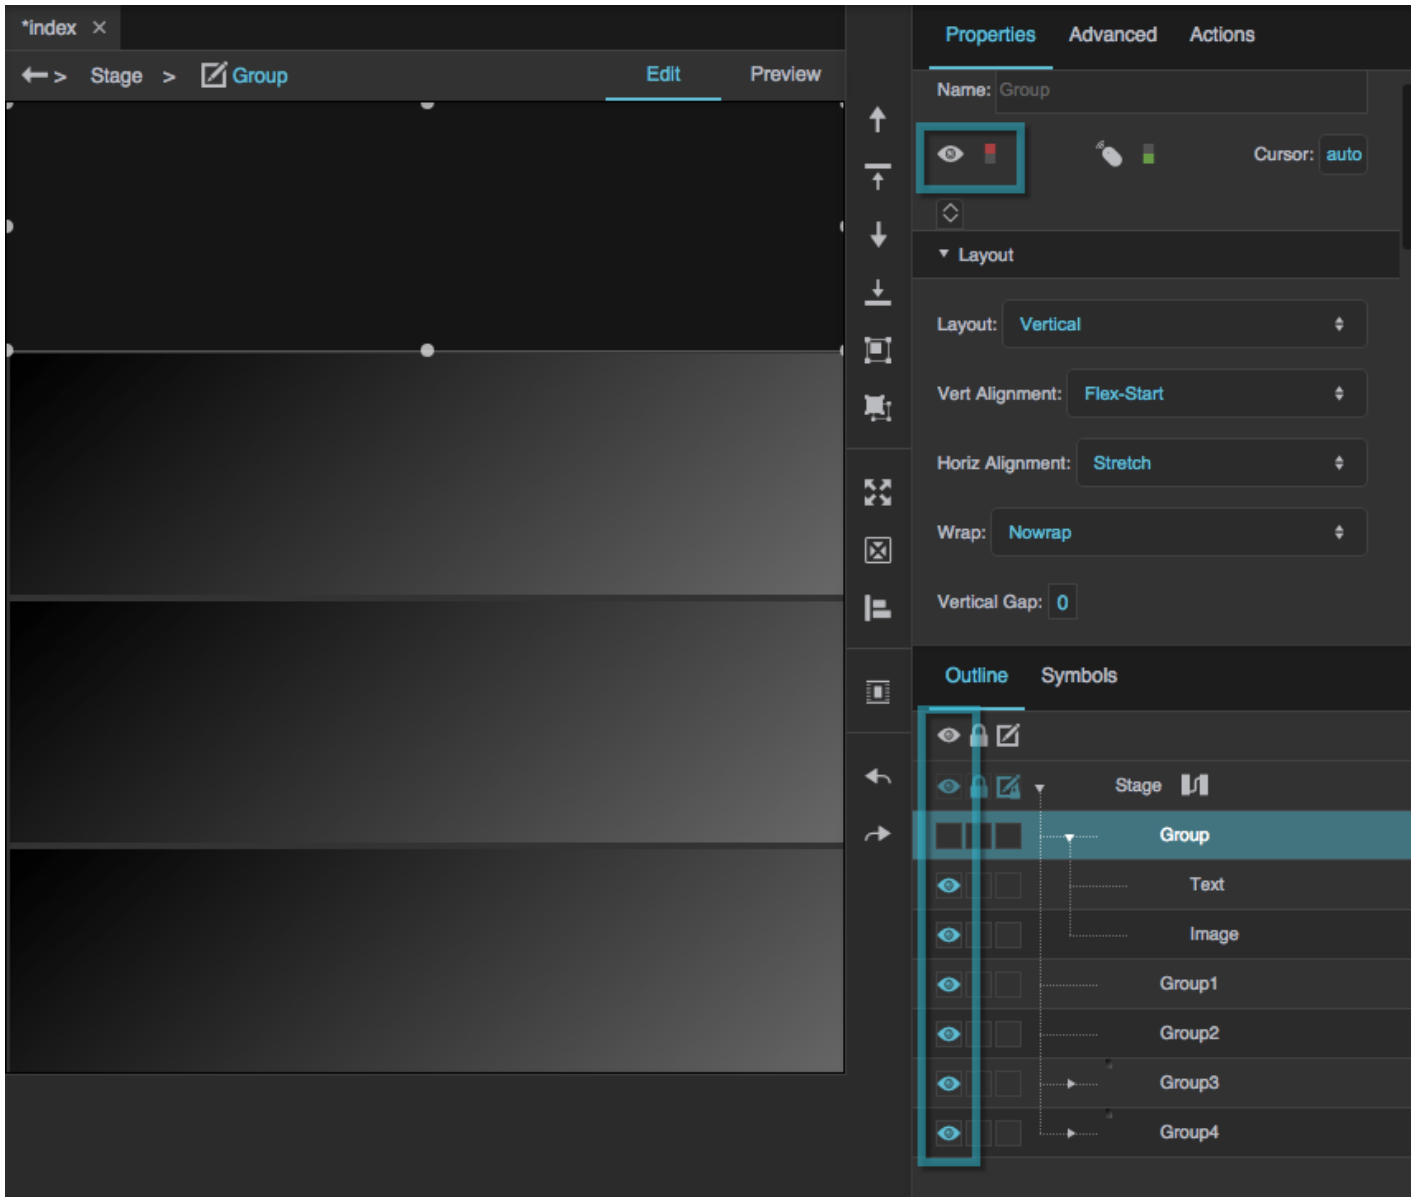 *index ×
Properties Advanced Actions
> Stage > Group Edit Preview
Name: Group
Cursor: auto
Layout
Layout: Vertical
Vert Alignment: Flex-Start
Horiz Alignment: Stretch
Wrap: Nowrap
Vertical Gap: 0
Outline Symbols
Stage
Group
Text
Image
Group1
Group2
Group3
Group4